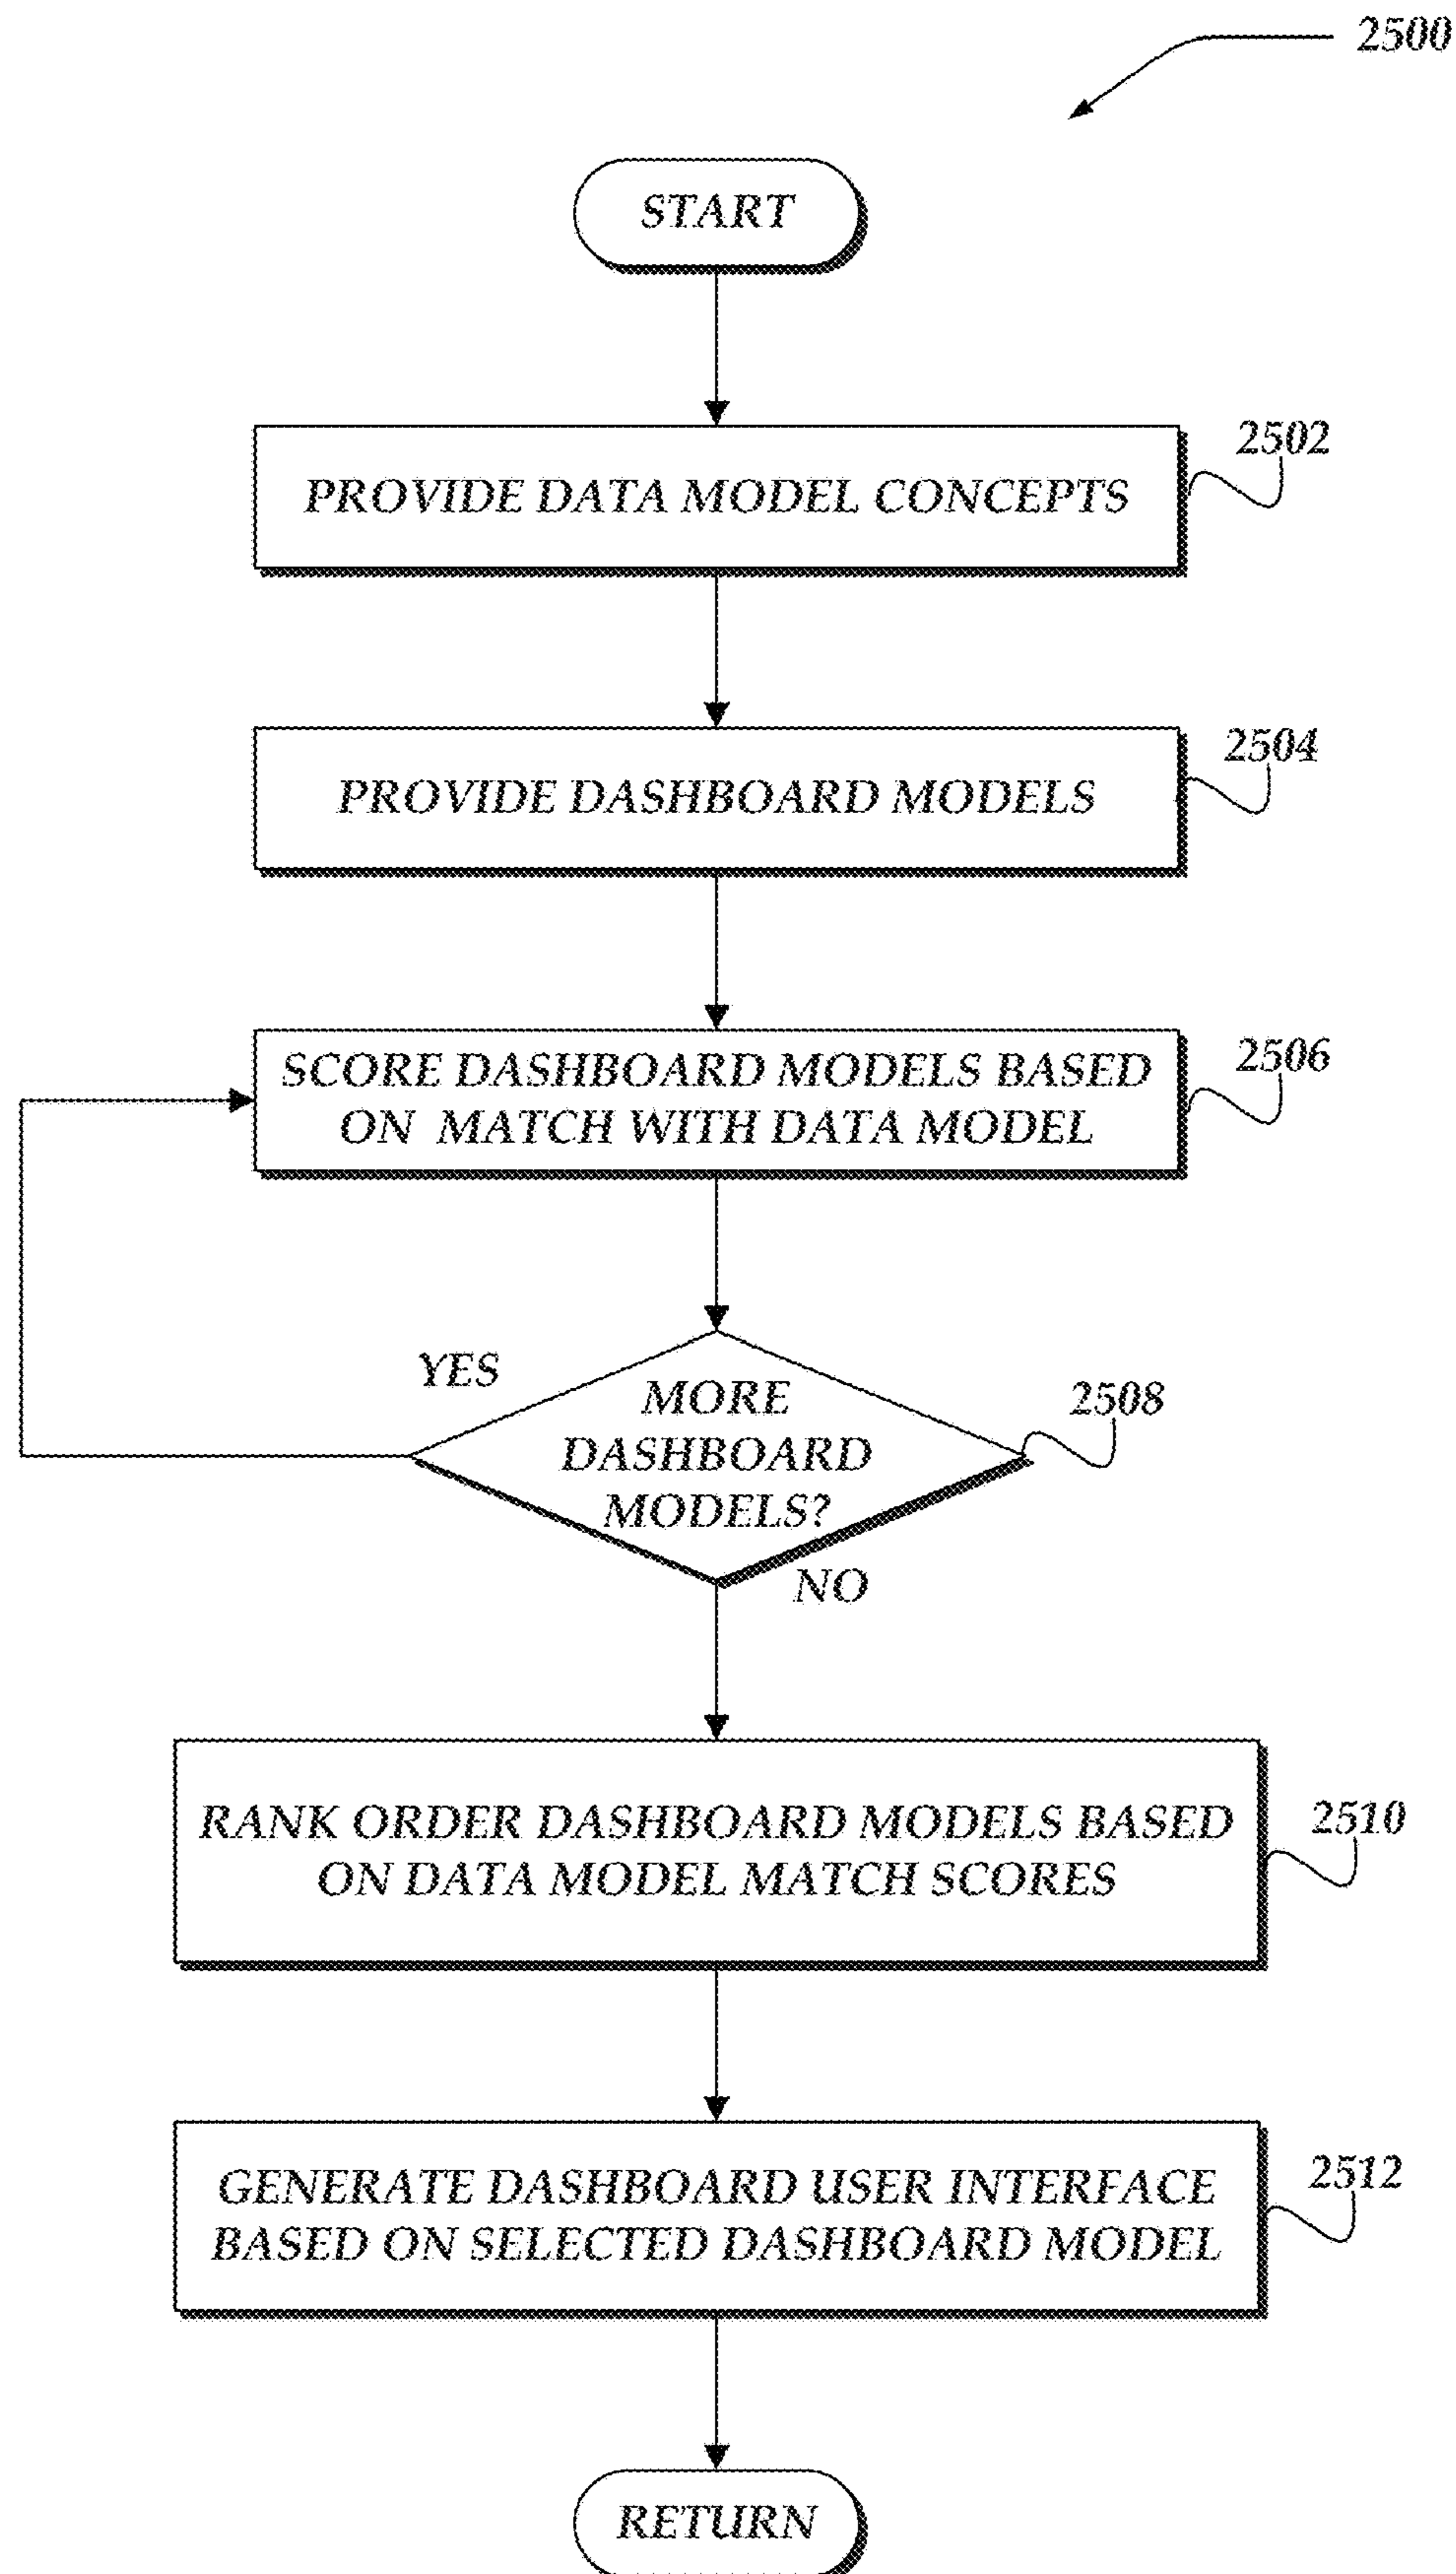 2500
START
PROVIDE DATA MODEL CONCEPTS
2502
PROVIDE DASHBOARD MODELS
2504
SCORE DASHBOARD MODELS BASED
ON MATCH WITH DATA MODEL
2506
YES
MORE
DASHBOARD
MODELS?
2508
NO
RANK ORDER DASHBOARD MODELS BASED
ON DATA MODEL MATCH SCORES
2510
GENERATE DASHBOARD USER INTERFACE
BASED ON SELECTED DASHBOARD MODEL
2512
RETURN